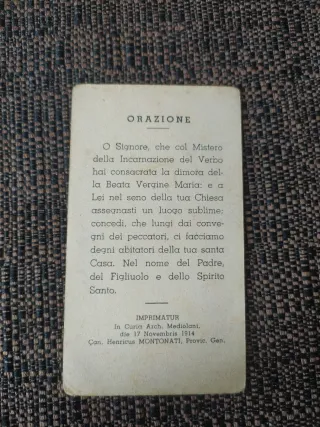 ORAZIONE
O Signore, che col Mistero
della Incarnazione del Verbo
hai consacrata la dimora del-
la Beata Vergine Maria: e a
Lei nel seno della tua Chiesa
assegnasti un luogo sublime:
concedi, che lungi dai conve-
gni dei peccatori, ci facciamo
degni abitatori della tua santa
Casa. Nel nome del Padre,
del Figliuolo e dello Spirito
Santo.
IMPRIMATUR
In Curia Arch. Mediolani,
die 17 Novembris 1914
Can. Henricus MONTONATI, Provic. Gen.